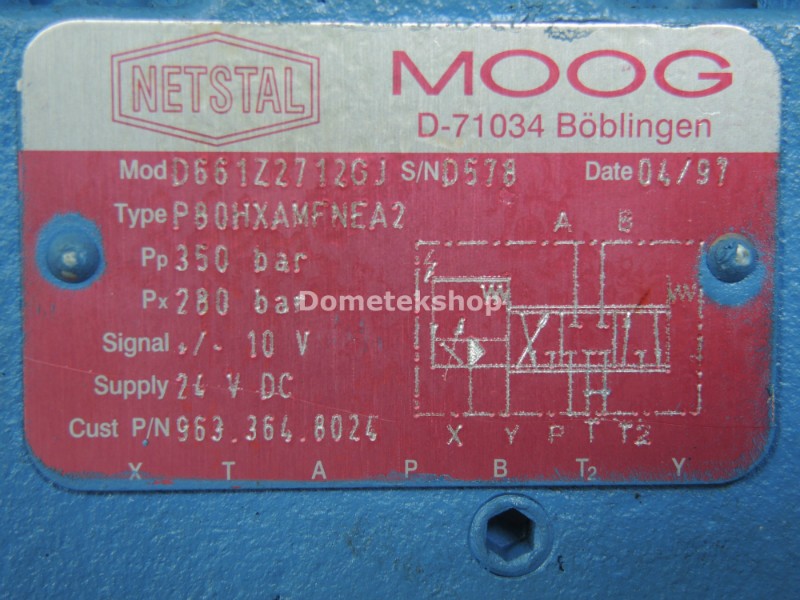 NETSTAL MOOG
D-71034 Böblingen
Mod D661Z2712GJ S/N D578 Date 04/97
Type P80HXAMFNEA2
A B
Pp 350 bar
Px 280 bar
Dometekshop
Signal +/- 10 V
Supply 24 V DC
Cust P/N 963.364.8024
X Y P T T2
X T A P B T2 Y